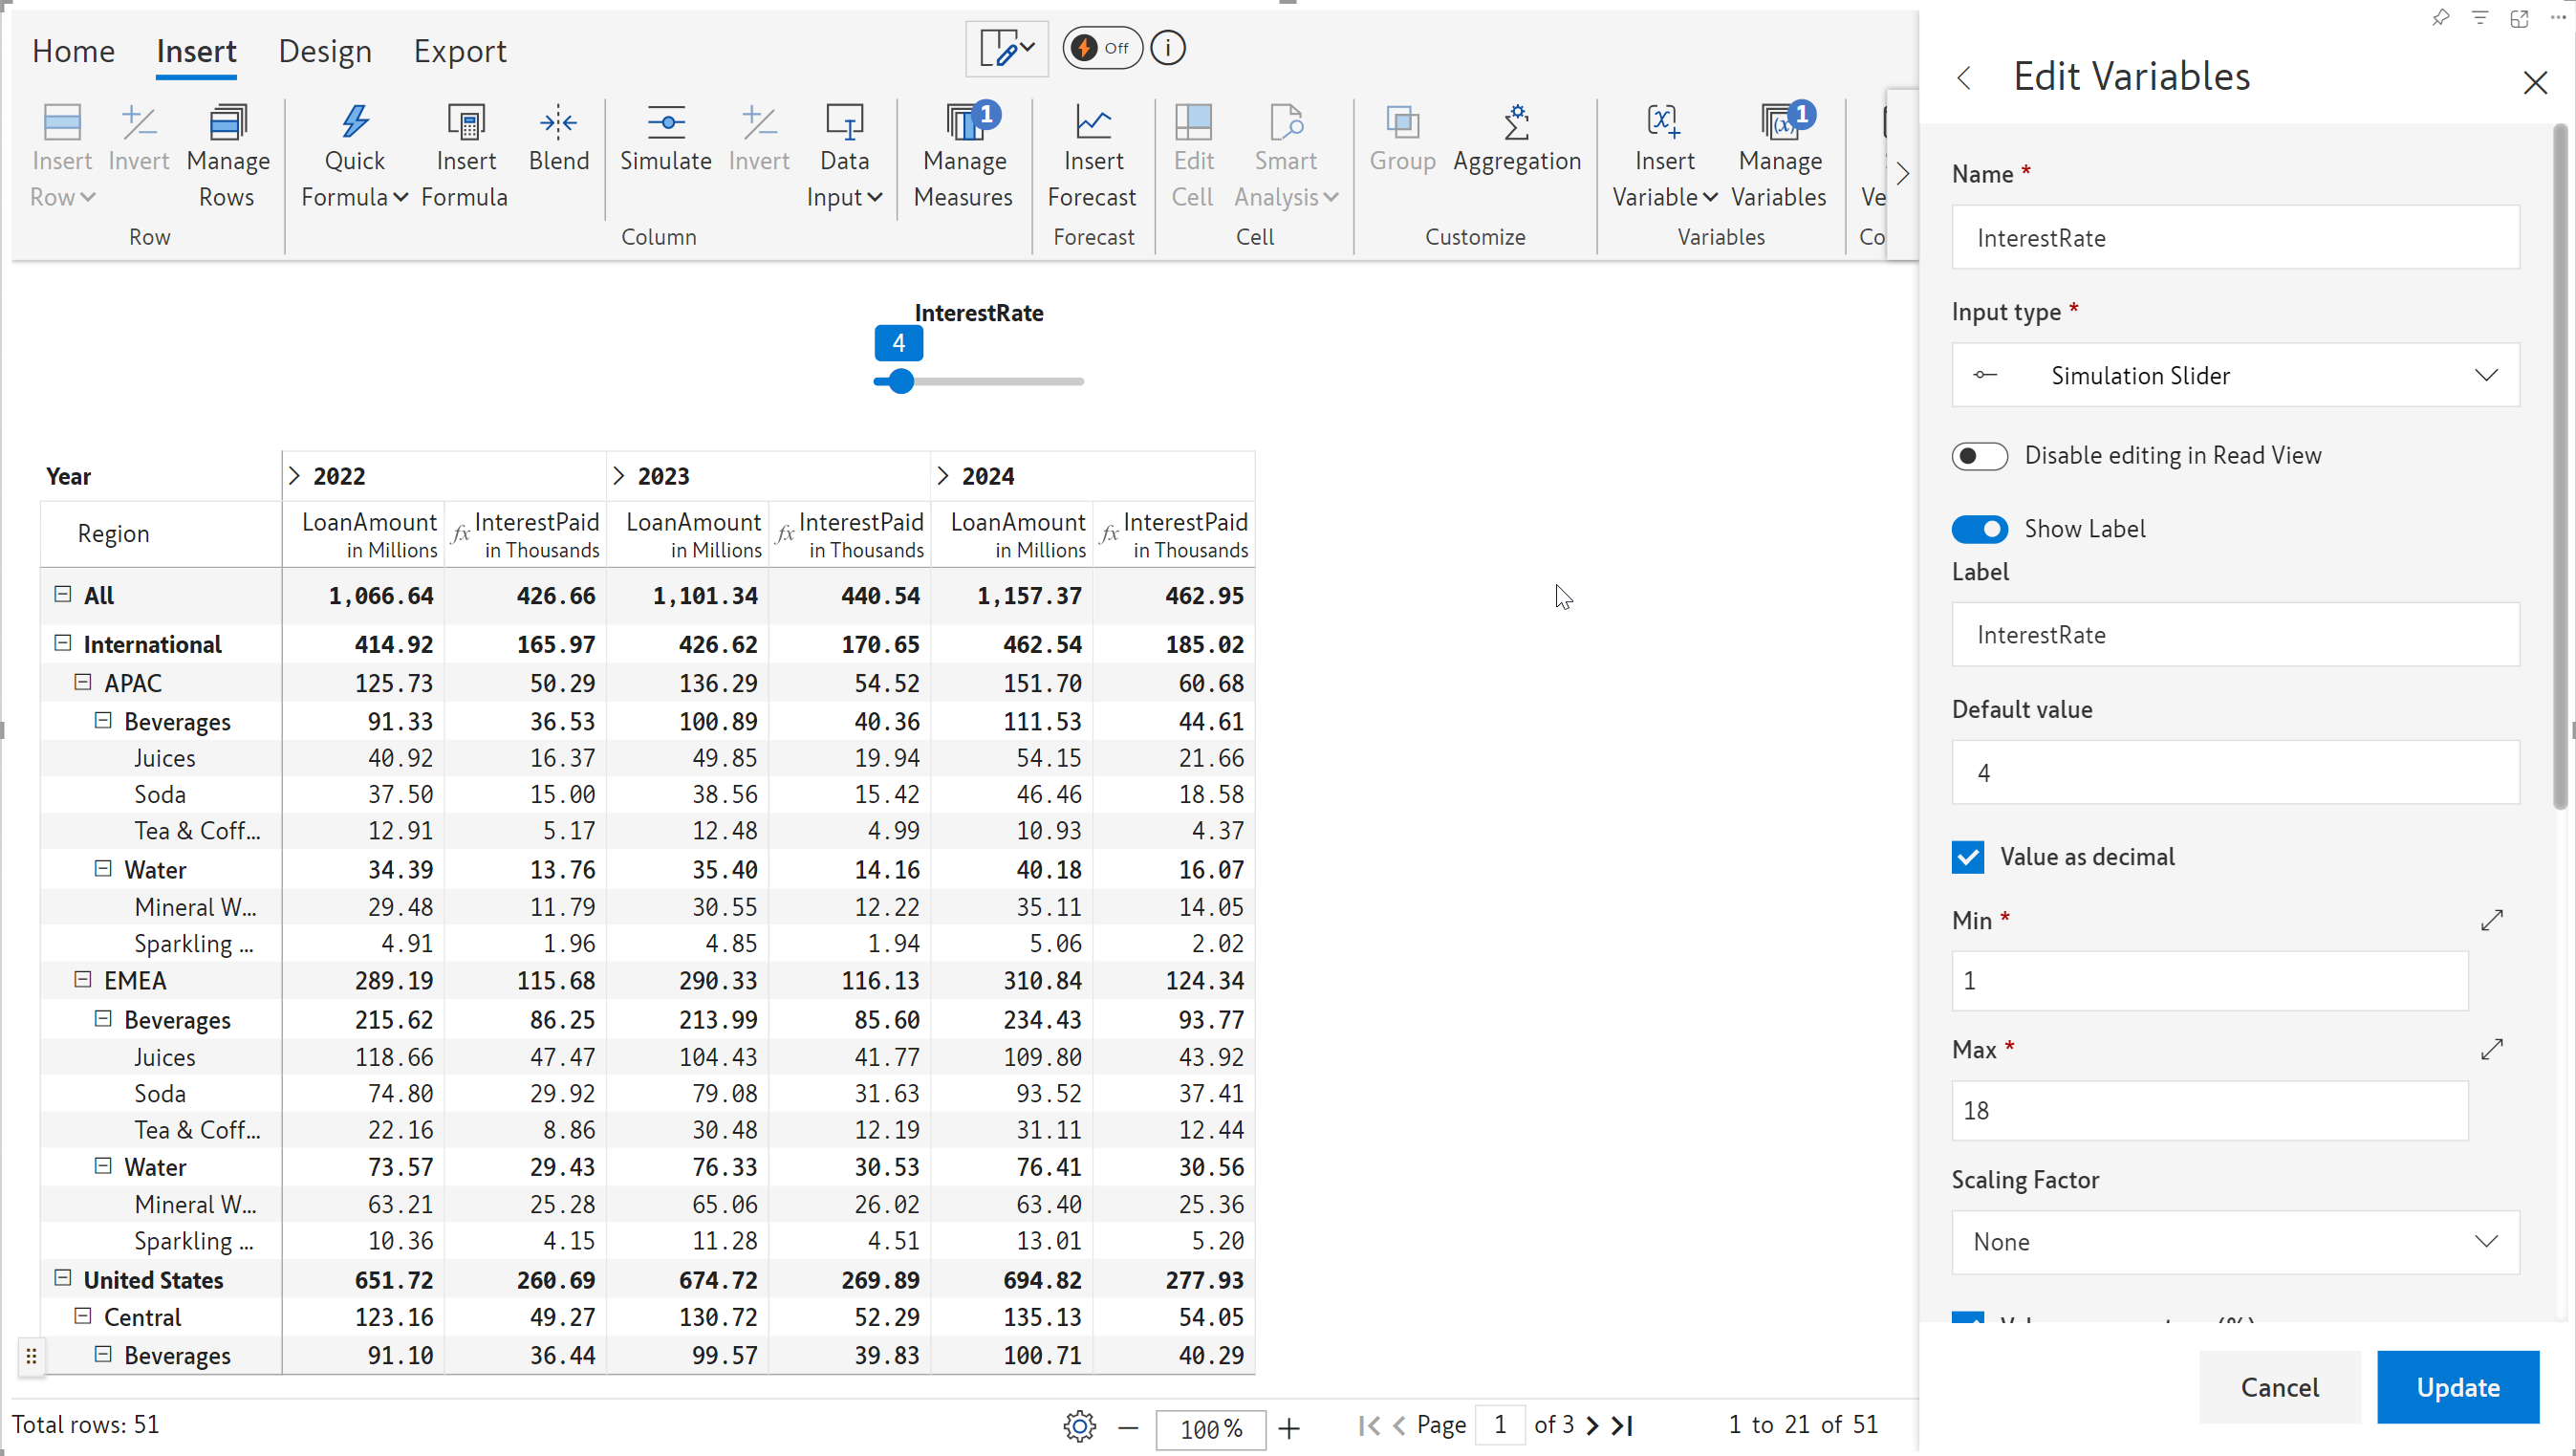 Home Insert Design Export
Off
Insert Row
Invert
Manage Rows
Row
Quick Formula
Insert Formula
Blend
Simulate
Invert
Data Input
Column
1
Manage Measures
Insert Forecast
Forecast
Edit Cell
Smart Analysis
Cell
Group
Aggregation
Customize
Insert Variable
1
Manage Variables
Variables
Ve
Co
InterestRate
4
Year 2022 2023 2024
Region LoanAmount in Millions fx InterestPaid in Thousands LoanAmount in Millions fx InterestPaid in Thousands LoanAmount in Millions fx InterestPaid in Thousands
All 1,066.64 426.66 1,101.34 440.54 1,157.37 462.95
International 414.92 165.97 426.62 170.65 462.54 185.02
APAC 125.73 50.29 136.29 54.52 151.70 60.68
Beverages 91.33 36.53 100.89 40.36 111.53 44.61
Juices 40.92 16.37 49.85 19.94 54.15 21.66
Soda 37.50 15.00 38.56 15.42 46.46 18.58
Tea & Coff... 12.91 5.17 12.48 4.99 10.93 4.37
Water 34.39 13.76 35.40 14.16 40.18 16.07
Mineral W... 29.48 11.79 30.55 12.22 35.11 14.05
Sparkling ... 4.91 1.96 4.85 1.94 5.06 2.02
EMEA 289.19 115.68 290.33 116.13 310.84 124.34
Beverages 215.62 86.25 213.99 85.60 234.43 93.77
Juices 118.66 47.47 104.43 41.77 109.80 43.92
Soda 74.80 29.92 79.08 31.63 93.52 37.41
Tea & Coff... 22.16 8.86 30.48 12.19 31.11 12.44
Water 73.57 29.43 76.33 30.53 76.41 30.56
Mineral W... 63.21 25.28 65.06 26.02 63.40 25.36
Sparkling ... 10.36 4.15 11.28 4.51 13.01 5.20
United States 651.72 260.69 674.72 269.89 694.82 277.93
Central 123.16 49.27 130.72 52.29 135.13 54.05
Beverages 91.10 36.44 99.57 39.83 100.71 40.29
Total rows: 51
100%
Page 1 of 3
1 to 21 of 51
Edit Variables
Name *
InterestRate
Input type *
Simulation Slider
Disable editing in Read View
Show Label
Label
InterestRate
Default value
4
Value as decimal
Min *
1
Max *
18
Scaling Factor
None
Cancel
Update